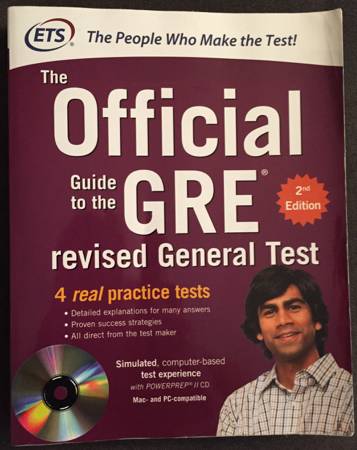 ETS® The People Who Make the Test!
The
Official
Guide
to the
GRE®
2nd
Edition
revised General Test
4 real practice tests
• Detailed explanations for many answers
• Proven success strategies
• All direct from the test maker
Simulated, computer-based
test experience
with POWERPREP® II CD
Mac- and PC-compatible